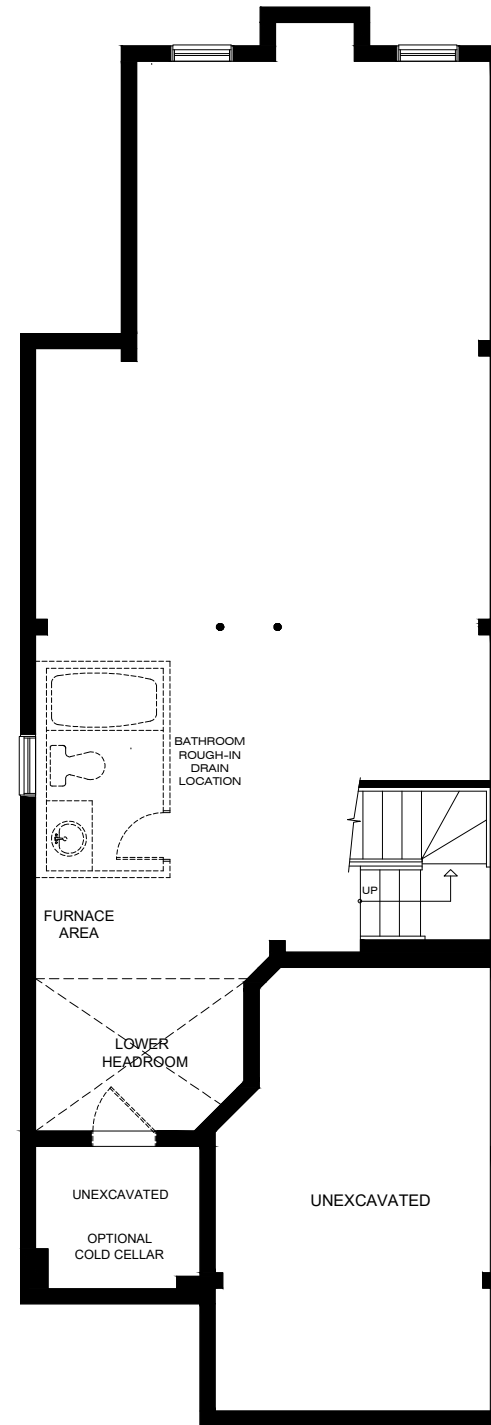 BATHROOM
ROUGH-IN
DRAIN
LOCATION
UP
FURNACE
AREA
LOWER
HEADROOM
UNEXCAVATED
OPTIONAL
COLD CELLAR
UNEXCAVATED